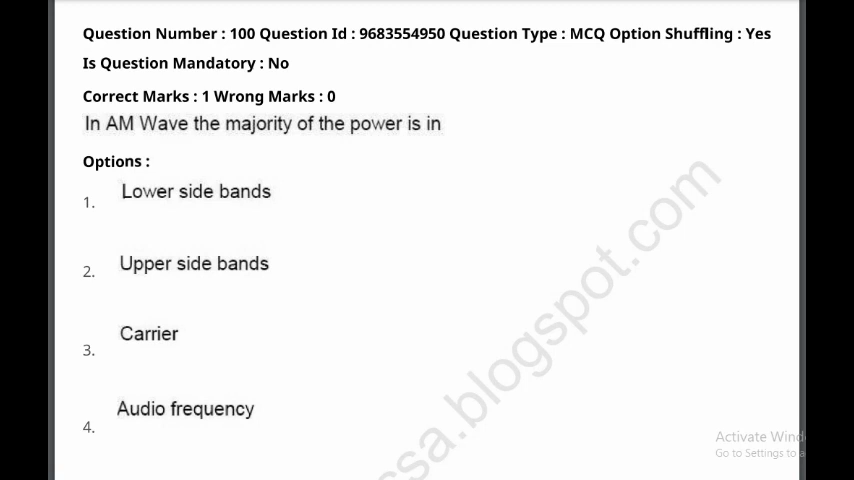 Question Number : 100 Question Id : 9683554950 Question Type : MCQ Option Shuffling : Yes
Is Question Mandatory : No
Correct Marks : 1 Wrong Marks : 0
In AM Wave the majority of the power is in
Options :
1. Lower side bands
2. Upper side bands
3. Carrier
4. Audio frequency
ssa.blogspot.com
Activate Wind
Go to Settings to a